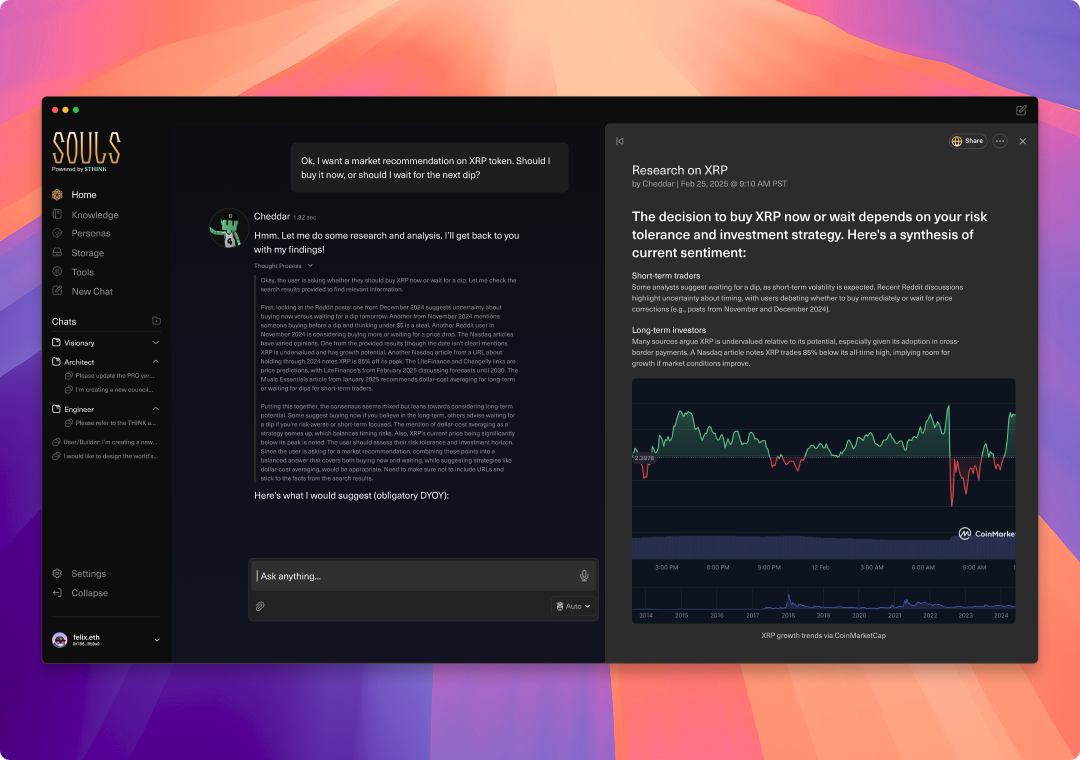 SOULS
Powered by $THINK
Home
Knowledge
Personas
Storage
Tools
New Chat
Chats
Visionary
Architect
Please update the PRO ver...
I'm creating a new council...
Engineer
Please refer to the THINK a...
User/Builder: I'm creating a new...
I would like to design the world's...
Settings
Collapse
felix.eth
Ok, I want a market recommendation on XRP token. Should I
buy it now, or should I wait for the next dip?
Cheddar 1.32 sec
Hmm. Let me do some research and analysis. I'll get back to you
with my findings!
Thought Process
Okay, the user is asking whether they should buy XRP now or wait for a dip. Let me check the
search results provided to find relevant information.
First, looking at the Reddit posts: one from December 2024 suggests uncertainty about
buying now versus waiting for a dip tomorrow. Another from November 2024 mentions
someone buying before a dip and thinking under $5 is a steal. Another Reddit user in
November 2024 is considering buying more or waiting for a price drop. The Nasdaq articles
have varied opinions. One from the provided results (though the date isn't clear) mentions
XRP is undervalued and has growth potential. Another Nasdaq article from a URL about
holding through 2024 notes XRP is 85% off its peak. The LiteFinance and Changelly links are
price predictions, with LiteFinance's from February 2025 discussing forecasts until 2030. The
Music Essentials article from January 2025 recommends dollar-cost averaging for long-term
or waiting for dips for short-term traders.
Putting this together, the consensus seems mixed but leans towards considering long-term
potential. Some suggest buying now if you believe in the long-term, others advise waiting for
a dip if you're risk-averse or short-term focused. The mention of dollar-cost averaging as a
strategy comes up, which balances timing risks. Also, XRP's current price being significantly
below its peak is noted. The user should assess their risk tolerance and investment horizon.
Since the user is asking for a market recommendation, combining these points into a
balanced answer that covers both buying now and waiting, while suggesting strategies like
dollar-cost averaging, would be appropriate. Need to make sure not to include URLs and
stick to the facts from the search results.
Here's what I would suggest (obligatory DYOR):
Ask anything...
Auto
Share
Research on XRP
by Cheddar | Feb 25, 2025 @ 9:10 AM PST
The decision to buy XRP now or wait depends on your risk
tolerance and investment strategy. Here's a synthesis of
current sentiment:
Short-term traders
Some analysts suggest waiting for a dip, as short-term volatility is expected. Recent Reddit discussions
highlight uncertainty about timing, with users debating whether to buy immediately or wait for price
corrections (e.g., posts from November and December 2024).
Long-term investors
Many sources argue XRP is undervalued relative to its potential, especially given its adoption in cross-
border payments. A Nasdaq article notes XRP trades 85% below its all-time high, implying room for
growth if market conditions improve.
2.3978
CoinMarke
3:00 PM 6:00 PM 9:00 PM 12 Feb 3:00 AM 6:00 AM 9:00 AM 1
2014 2015 2016 2017 2018 2019 2020 2021 2022 2023 2024
XRP growth trends via CoinMarketCap